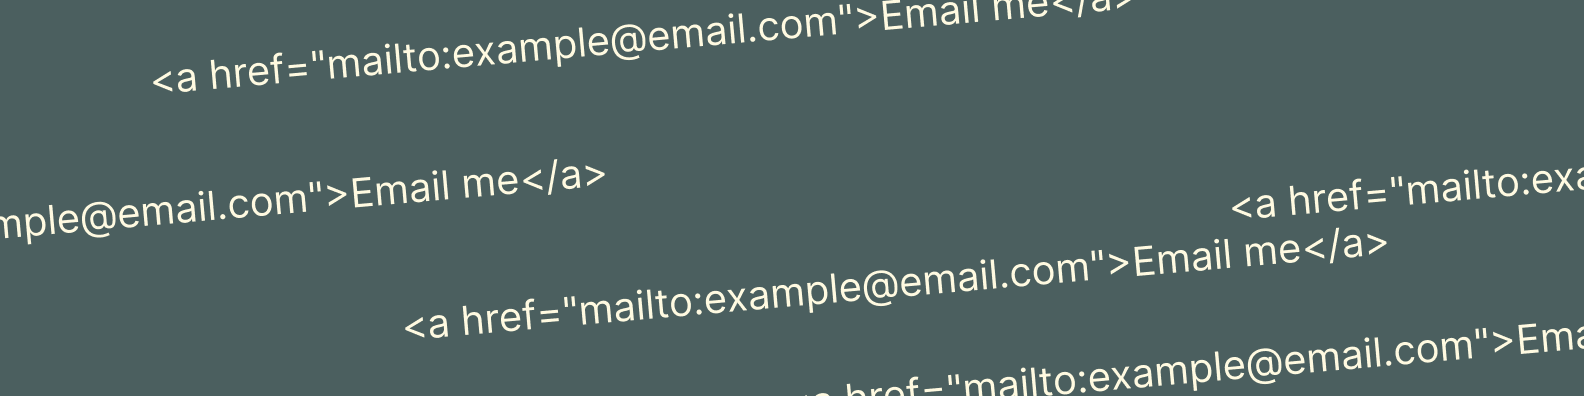 <a href="mailto:example@email.com">Email me</a>
mple@email.com">Email me</a>
<a href="mailto:exa
<a href="mailto:example@email.com">Email me</a>
href="mailto:example@email.com">Ema